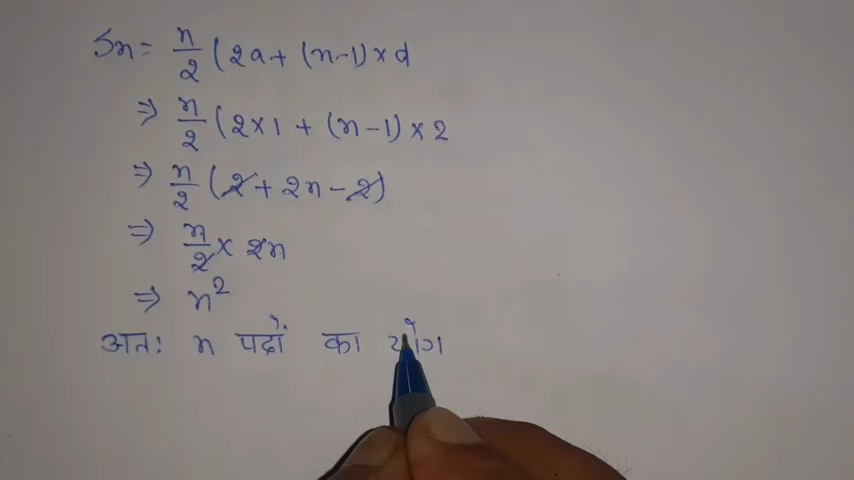 Sn = n/2 (2a + (n-1) × d
⇒ n/2 (2×1 + (n-1) × 2
⇒ n/2 (2 + 2n - 2)
⇒ n/2 × 2n
⇒ n²
अतः n पदों का योग